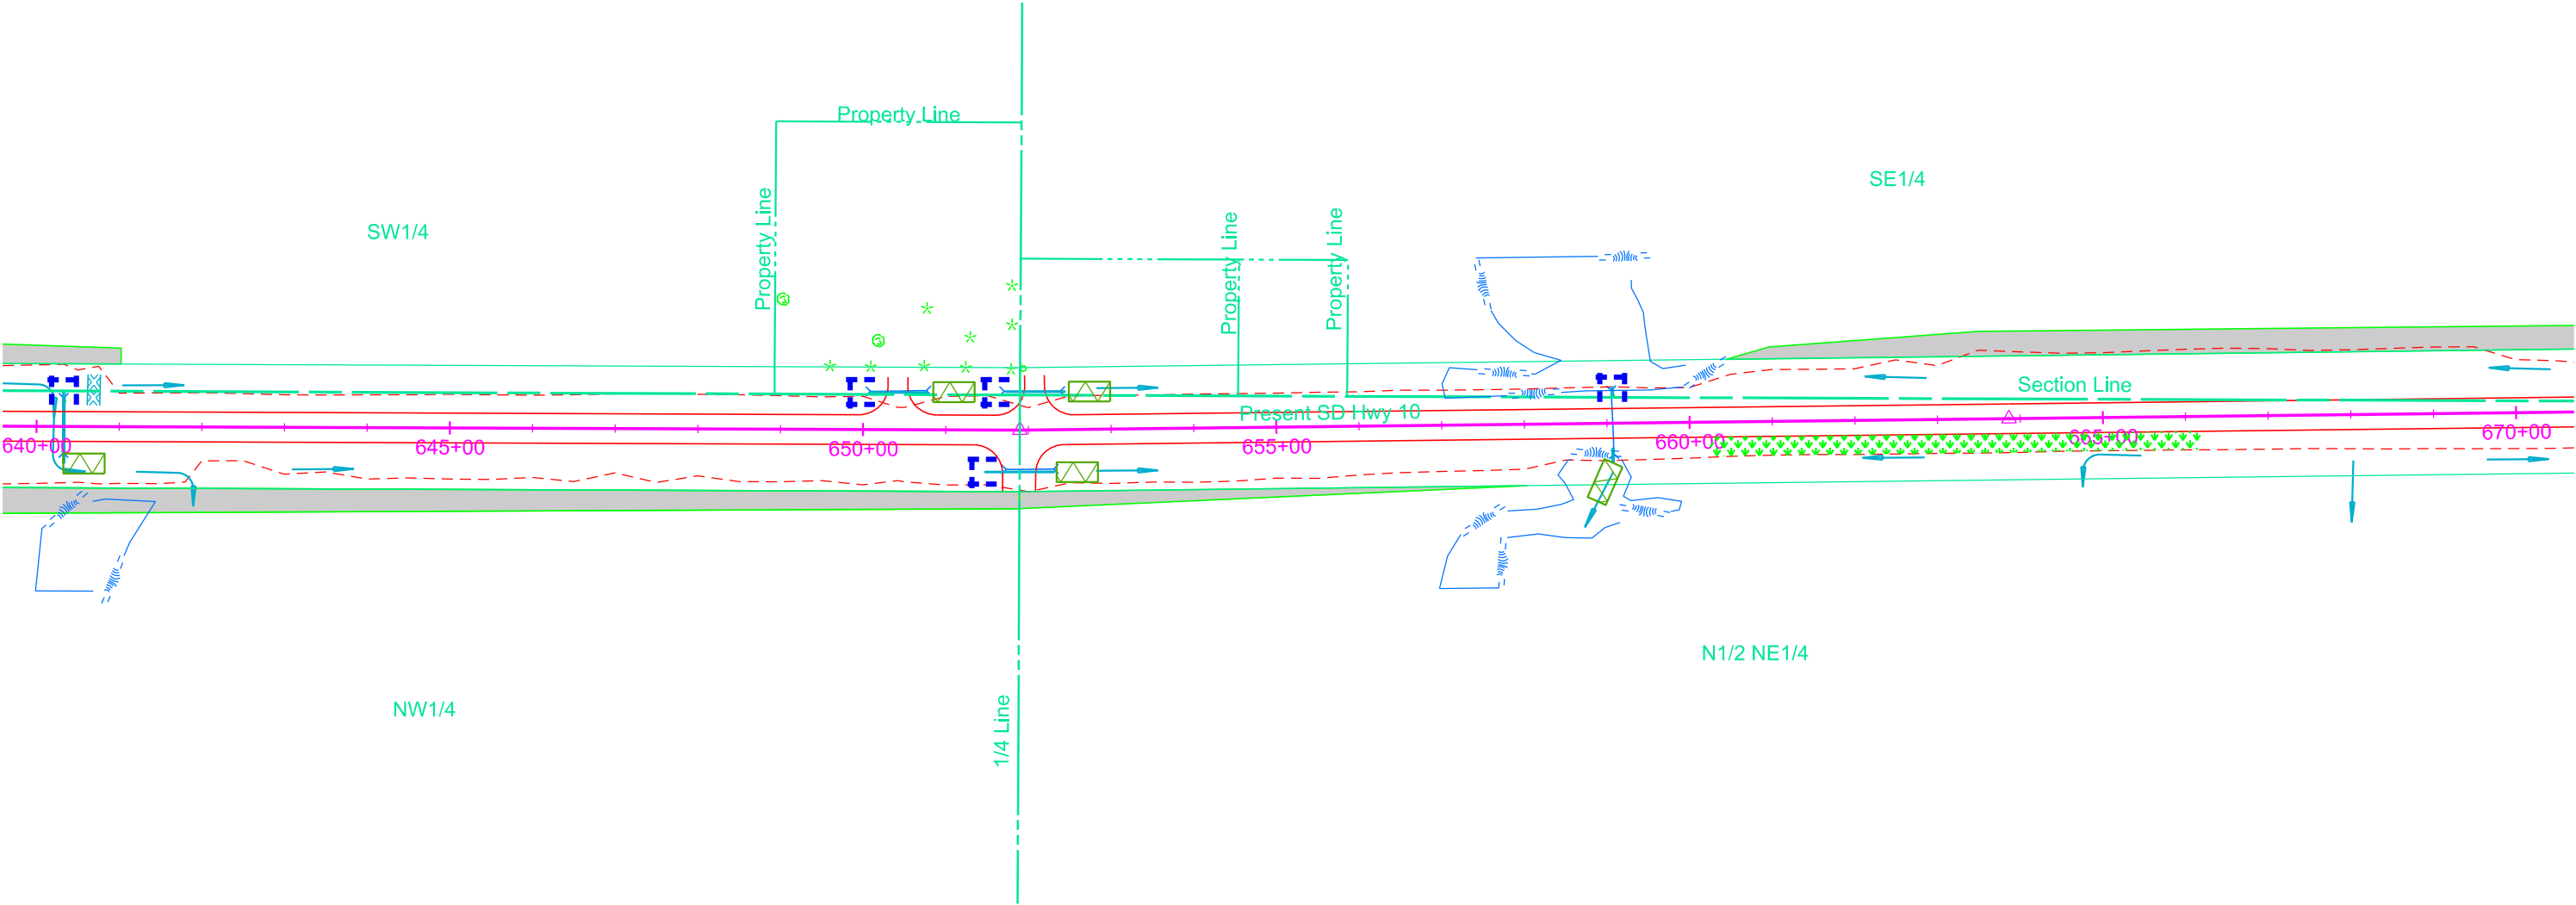 Property Line
SE1/4
SW1/4
Property Line
Property Line
Property Line
Section Line
Present SD Hwy 10
640+00
645+00
650+00
655+00
660+00
665+00
670+00
N1/2 NE1/4
NW1/4
1/4 Line